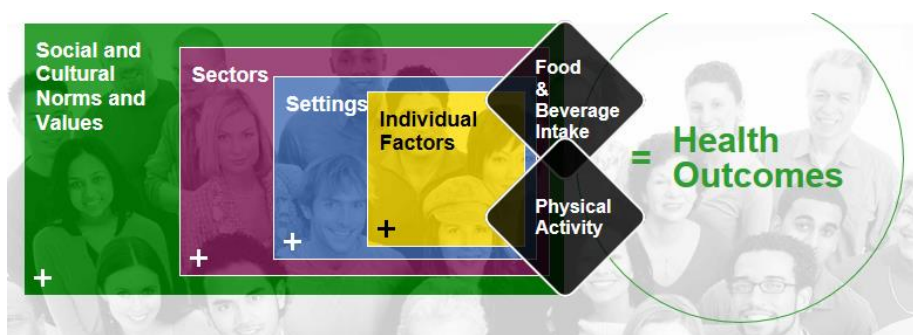 Social and
Cultural
Norms and
Values
+
Sectors
+
Settings
+
Individual
Factors
+
Food
&
Beverage
Intake
Physical
Activity
=
Health
Outcomes